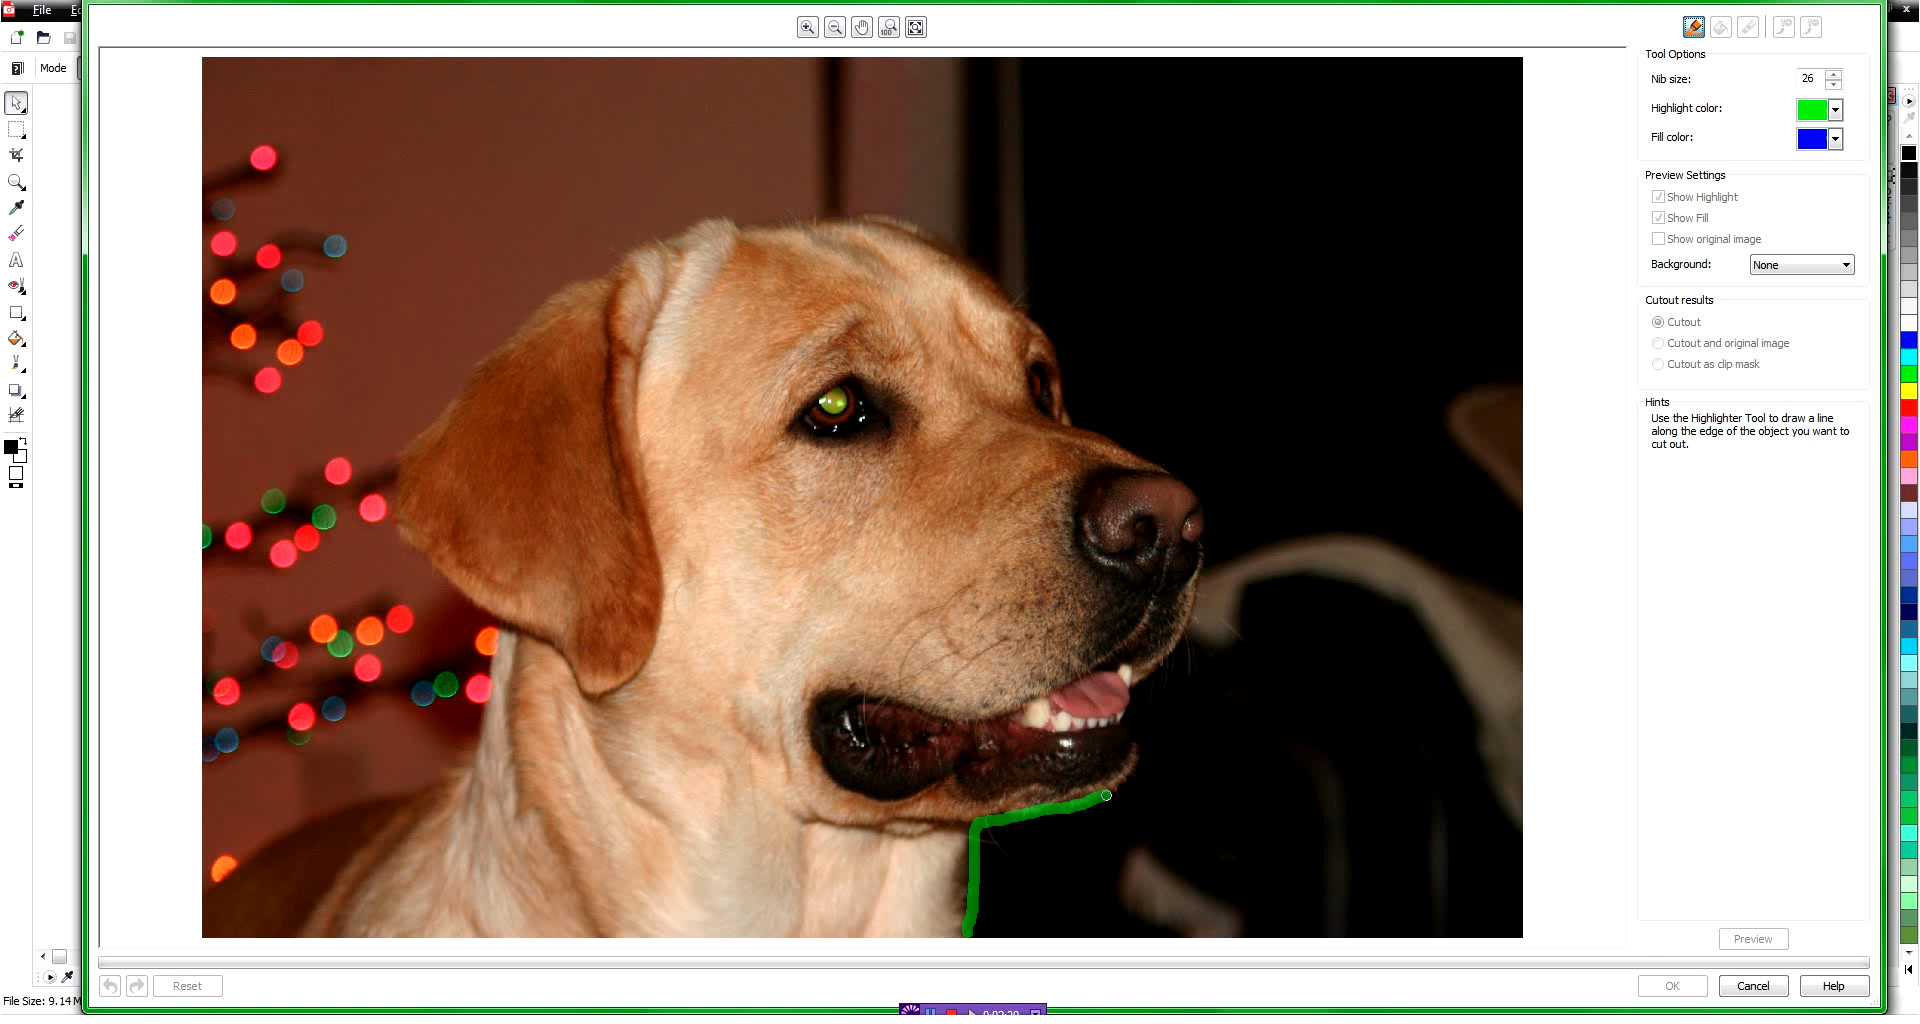 File
Mode
100
Tool Options
Nib size: 26
Highlight color:
Fill color:
Preview Settings
Show Highlight
Show Fill
Show original image
Background: None
Cutout results
Cutout
Cutout and original image
Cutout as clip mask
Hints
Use the Highlighter Tool to draw a line
along the edge of the object you want to
cut out.
Preview
Reset
OK Cancel Help
File Size: 9.14 M